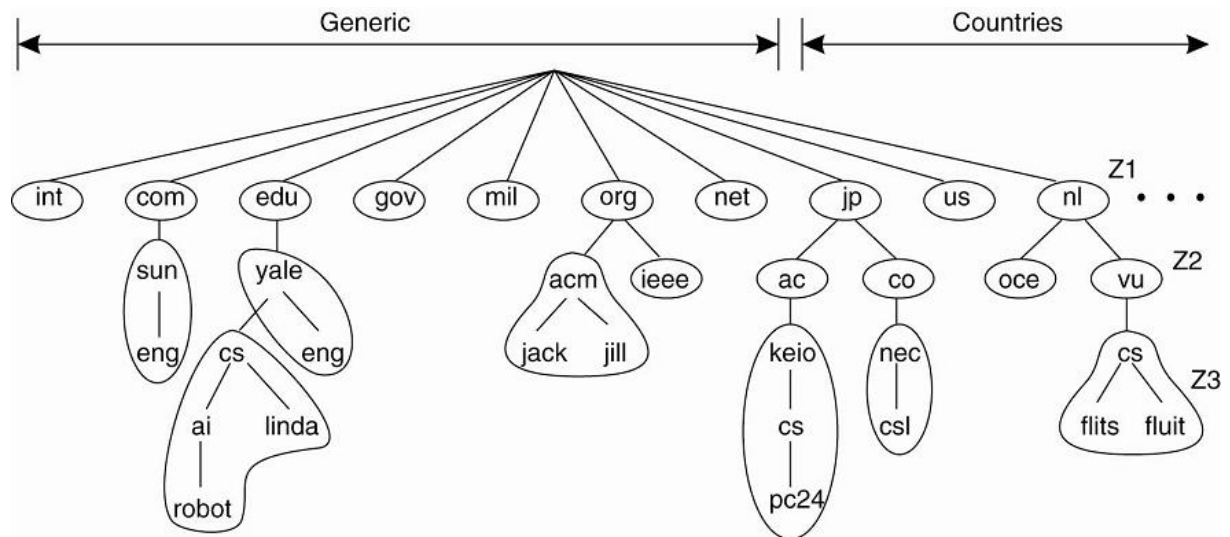 Generic Countries
int com edu gov mil org net jp us nl Z1 • • •
sun yale acm ieee ac co oce vu Z2
eng cs eng jack jill keio nec cs Z3
ai linda cs csl flits fluit
robot pc24